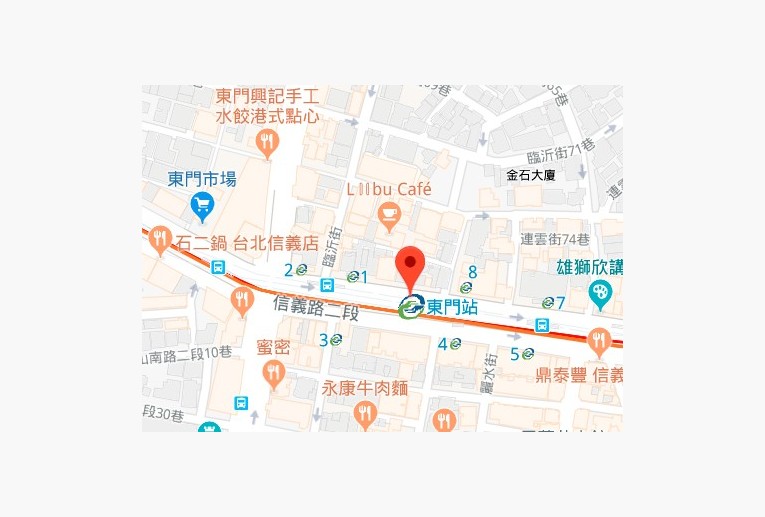 東門興記手工
水餃港式點心
臨沂街71巷
金石大廈
東門市場
連雲街74巷
石二鍋 台北信義店
臨沂街
雄獅欣講
2
1
8
7
信義路二段
東門站
3
4
5
山南路二段10巷
蜜密
麗水街
鼎泰豐 信義
永康牛肉麵
段30巷